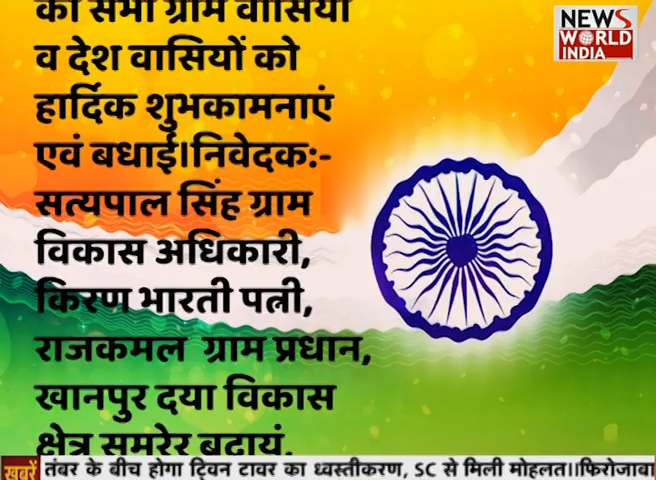 की सभी ग्राम वासियों
व देश वासियों को
हार्दिक शुभकामनाएं
एवं बधाई।निवेदक:-
सत्यपाल सिंह ग्राम
विकास अधिकारी,
किरण भारती पत्नी,
राजकमल ग्राम प्रधान,
खानपुर दया विकास
क्षेत्र समरेर बदायूं.
NEWS
WORLD
INDIA
खबरें तंबर के बीच होगा ट्विन टावर का ध्वस्तीकरण, SC से मिली मोहलत।।फिरोजाबा